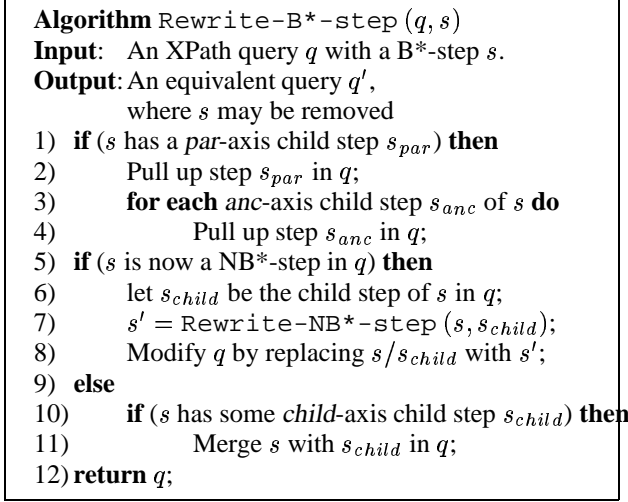 Algorithm Rewrite-B*-step (q, s)
Input: An XPath query q with a B*-step s.
Output: An equivalent query q′,
where s may be removed
1) if (s has a par-axis child step s_par) then
2) Pull up step s_par in q;
3) for each anc-axis child step s_anc of s do
4) Pull up step s_anc in q;
5) if (s is now a NB*-step in q) then
6) let s_child be the child step of s in q;
7) s′ = Rewrite-NB*-step (s, s_child);
8) Modify q by replacing s/s_child with s′;
9) else
10) if (s has some child-axis child step s_child) then
11) Merge s with s_child in q;
12) return q;